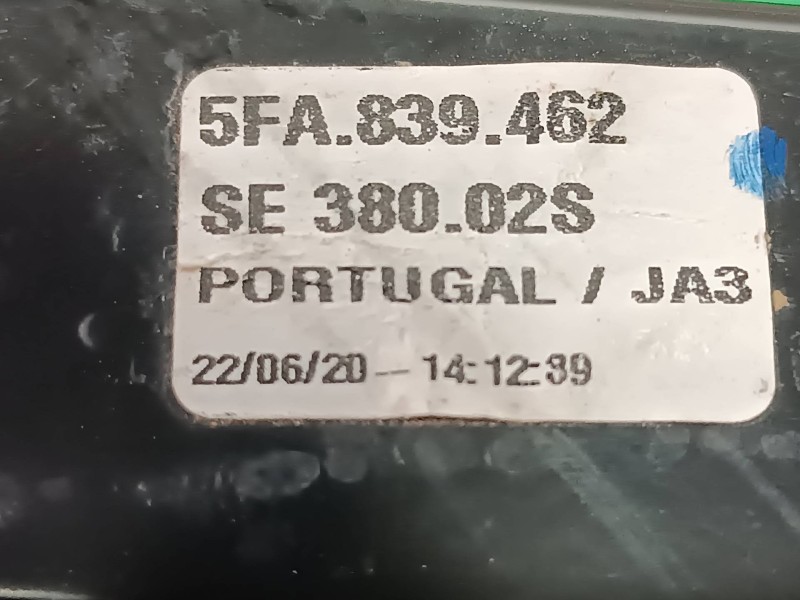 5FA.839.462
SE 380.02S
PORTUGAL / JA3
22/06/20 - 14:12:39